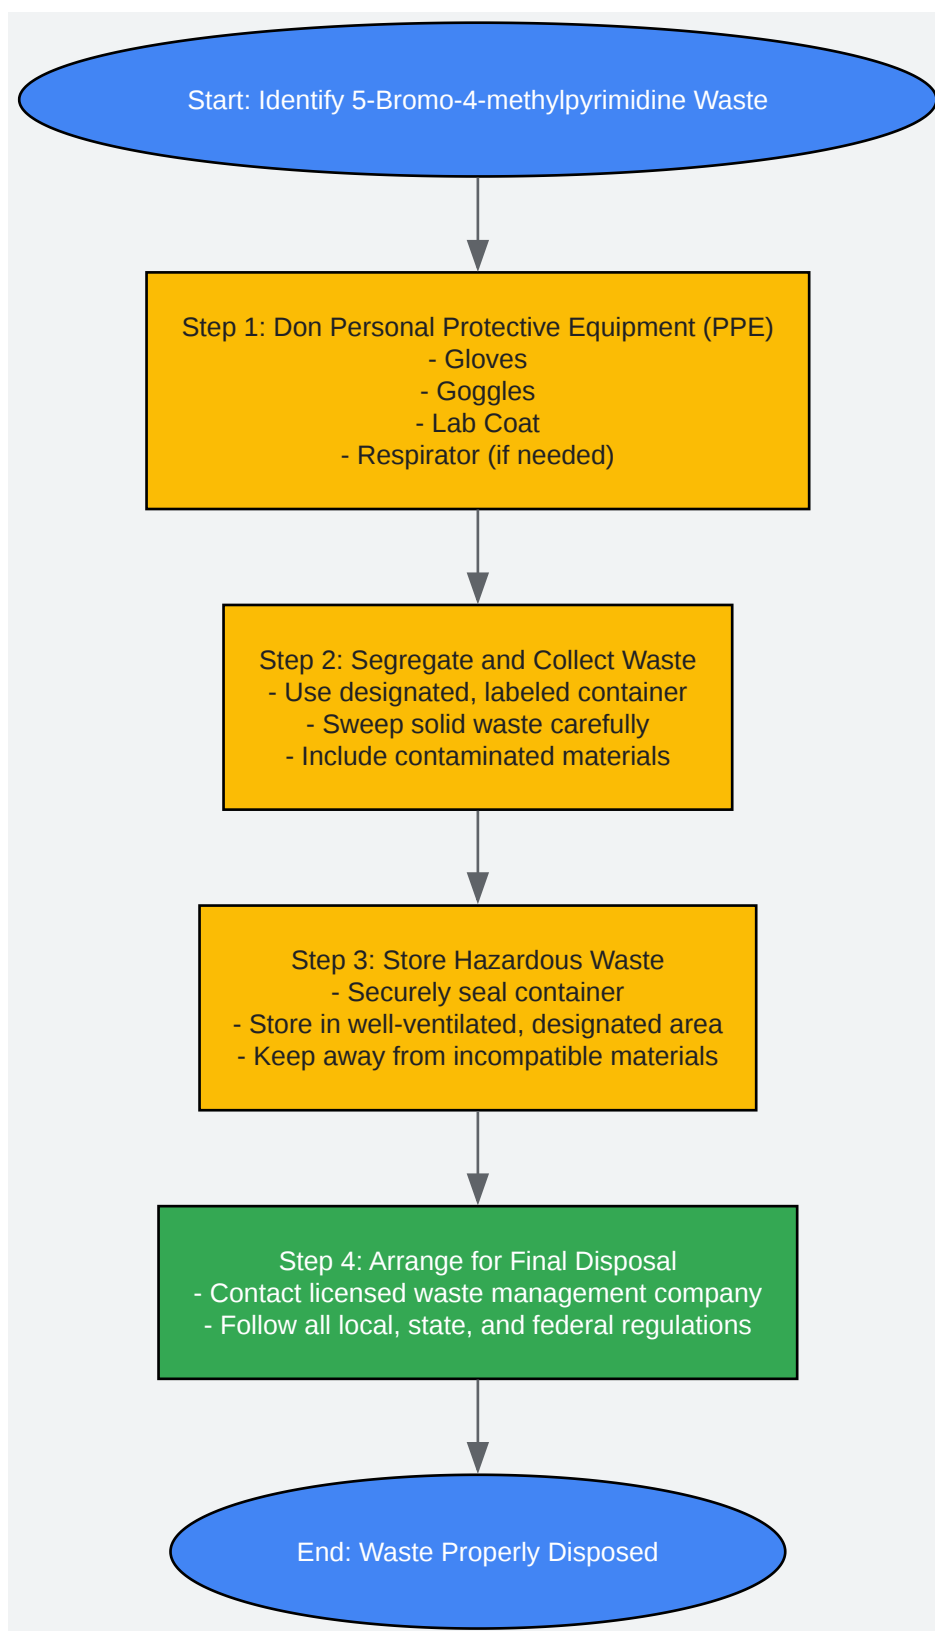 Start: Identify 5-Bromo-4-methylpyrimidine Waste
Step 1: Don Personal Protective Equipment (PPE)
- Gloves
- Goggles
- Lab Coat
- Respirator (if needed)
Step 2: Segregate and Collect Waste
- Use designated, labeled container
- Sweep solid waste carefully
- Include contaminated materials
Step 3: Store Hazardous Waste
- Securely seal container
- Store in well-ventilated, designated area
- Keep away from incompatible materials
Step 4: Arrange for Final Disposal
- Contact licensed waste management company
- Follow all local, state, and federal regulations
End: Waste Properly Disposed